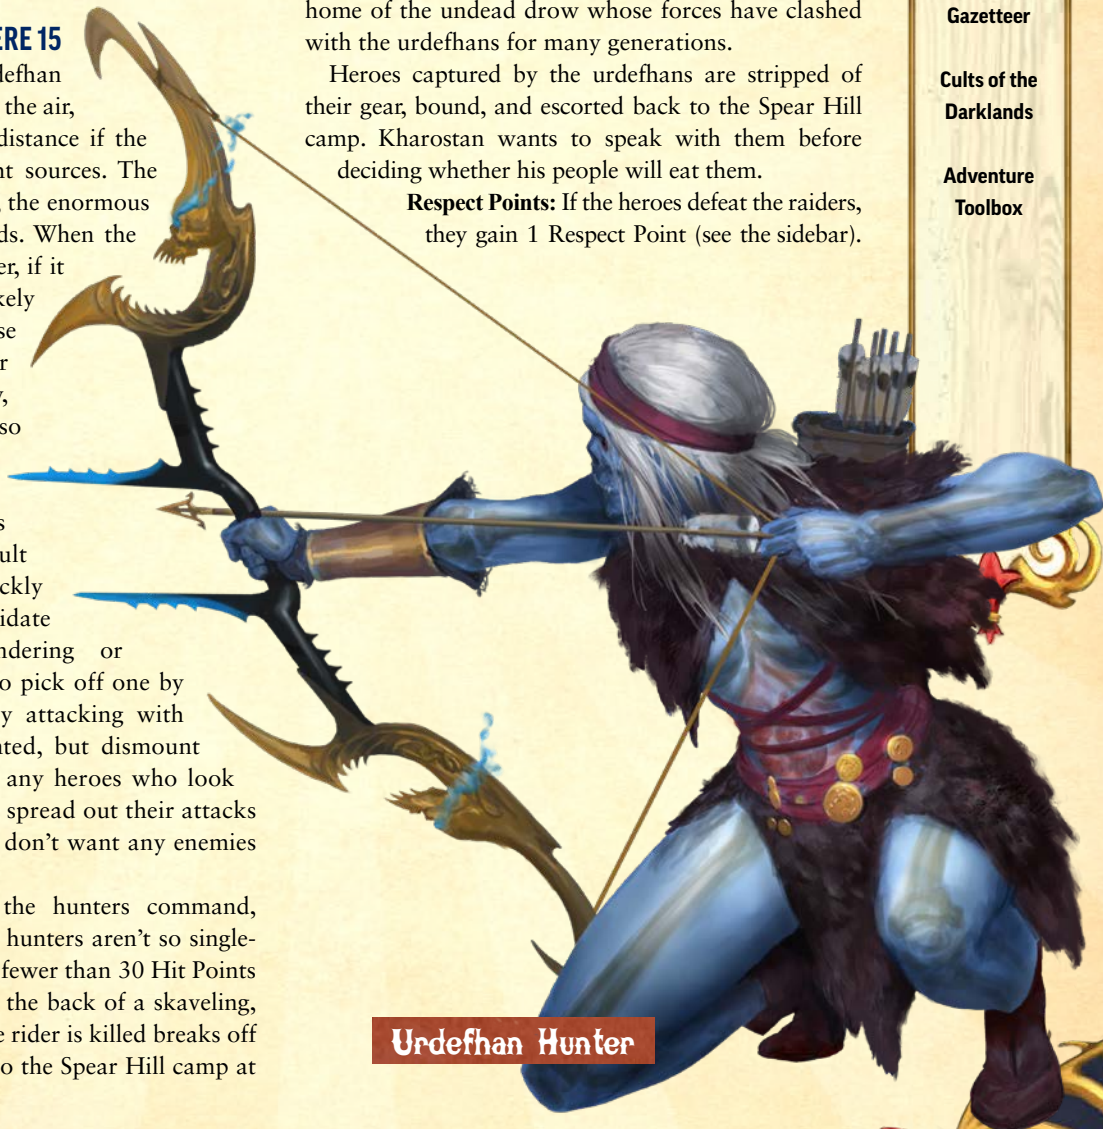 ERE 15
defhan
the air,
distance if the
nt sources. The
, the enormous
ds. When the
er, if it
kely
se
r
y,
so
s
ult
ckly
idate
ndering or
o pick off one by
y attacking with
nted, but dismount
any heroes who look
spread out their attacks
don't want any enemies
the hunters command,
hunters aren't so single-
fewer than 30 Hit Points
the back of a skaveling,
e rider is killed breaks off
o the Spear Hill camp at
home of the undead drow whose forces have clashed
with the urdefhans for many generations.
Heroes captured by the urdefhans are stripped of
their gear, bound, and escorted back to the Spear Hill
camp. Kharostan wants to speak with them before
deciding whether his people will eat them.
Respect Points: If the heroes defeat the raiders,
they gain 1 Respect Point (see the sidebar).
Urdefhan Hunter
Gazetteer
Cults of the
Darklands
Adventure
Toolbox